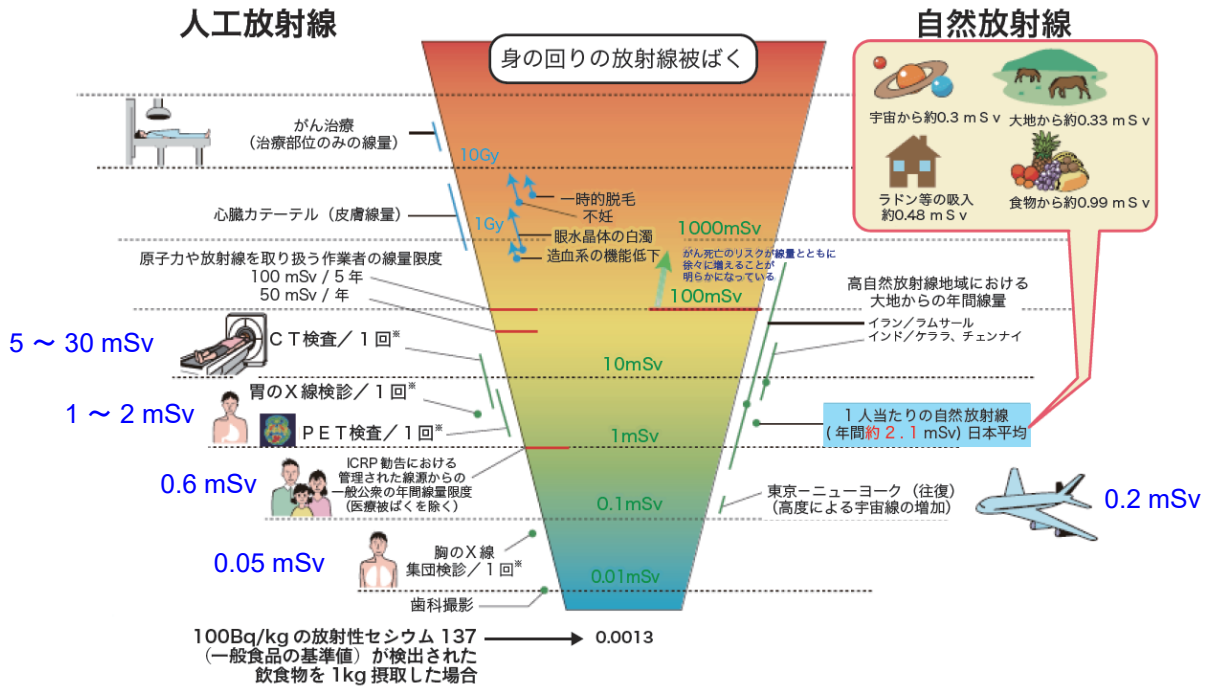 人工放射線
自然放射線
身の回りの放射線被ばく
がん治療
(治療部位のみの線量)
10Gy
心臓カテーテル（皮膚線量）
1Gy
一時的脱毛
不妊
眼水晶体の白濁
造血系の機能低下
1000mSv
がん死亡のリスクが線量とともに
徐々に増えることが
明らかになっている
100mSv
原子力や放射線を取り扱う作業者の線量限度
100 mSv / 5 年
50 mSv / 年
5 ～ 30 mSv
ＣＴ検査／１回※
10mSv
1 ～ 2 mSv
胃のＸ線検診／１回※
ＰＥＴ検査／１回※
1mSv
0.6 mSv
ICRP 勧告における
管理された線源からの
一般公衆の年間線量限度
（医療被ばくを除く）
0.1mSv
0.05 mSv
胸のＸ線
集団検診／１回※
0.01mSv
歯科撮影
100Bq/kg の放射性セシウム 137
（一般食品の基準値）が検出された
飲食物を 1kg 摂取した場合
0.0013
宇宙から約0.3 ｍＳｖ
大地から約0.33 ｍＳｖ
ラドン等の吸入
約0.48 ｍＳｖ
食物から約0.99 ｍＳｖ
高自然放射線地域における
大地からの年間線量
イラン／ラムサール
インド／ケララ、チェンナイ
１人当たりの自然放射線
(年間約２.１mSv) 日本平均
東京－ニューヨーク（往復）
（高度による宇宙線の増加）
0.2 mSv